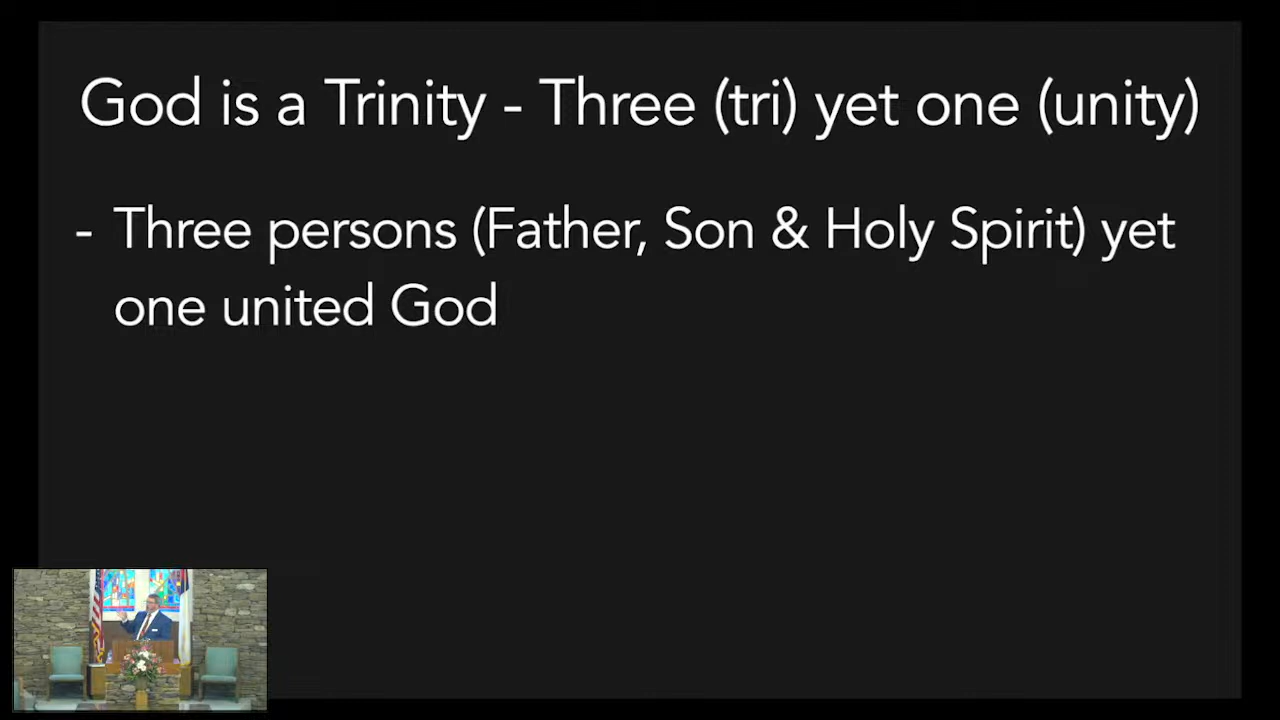 God is a Trinity - Three (tri) yet one (unity)
- Three persons (Father, Son & Holy Spirit) yet
one united God